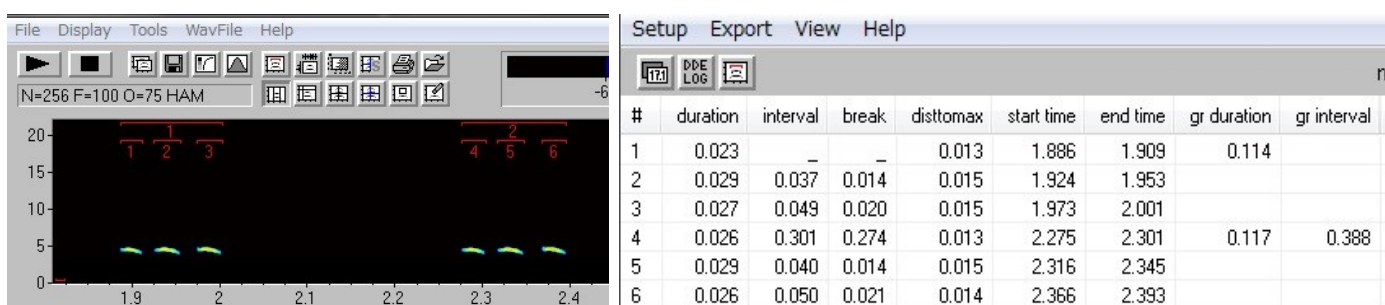 File Display Tools WavFile Help
N=256 F=100 O=75 HAM
-6
20
1 2
1 2 3 4 5 6
15
10
5
0
1.9 2 2.1 2.2 2.3 2.4
Setup Export View Help
171 DDE LOG
# duration interval break disttomax start time end time gr duration gr interval
1 0.023 _ _ 0.013 1.886 1.909 0.114
2 0.029 0.037 0.014 0.015 1.924 1.953
3 0.027 0.049 0.020 0.015 1.973 2.001
4 0.026 0.301 0.274 0.013 2.275 2.301 0.117 0.388
5 0.029 0.040 0.014 0.015 2.316 2.345
6 0.026 0.050 0.021 0.014 2.366 2.393